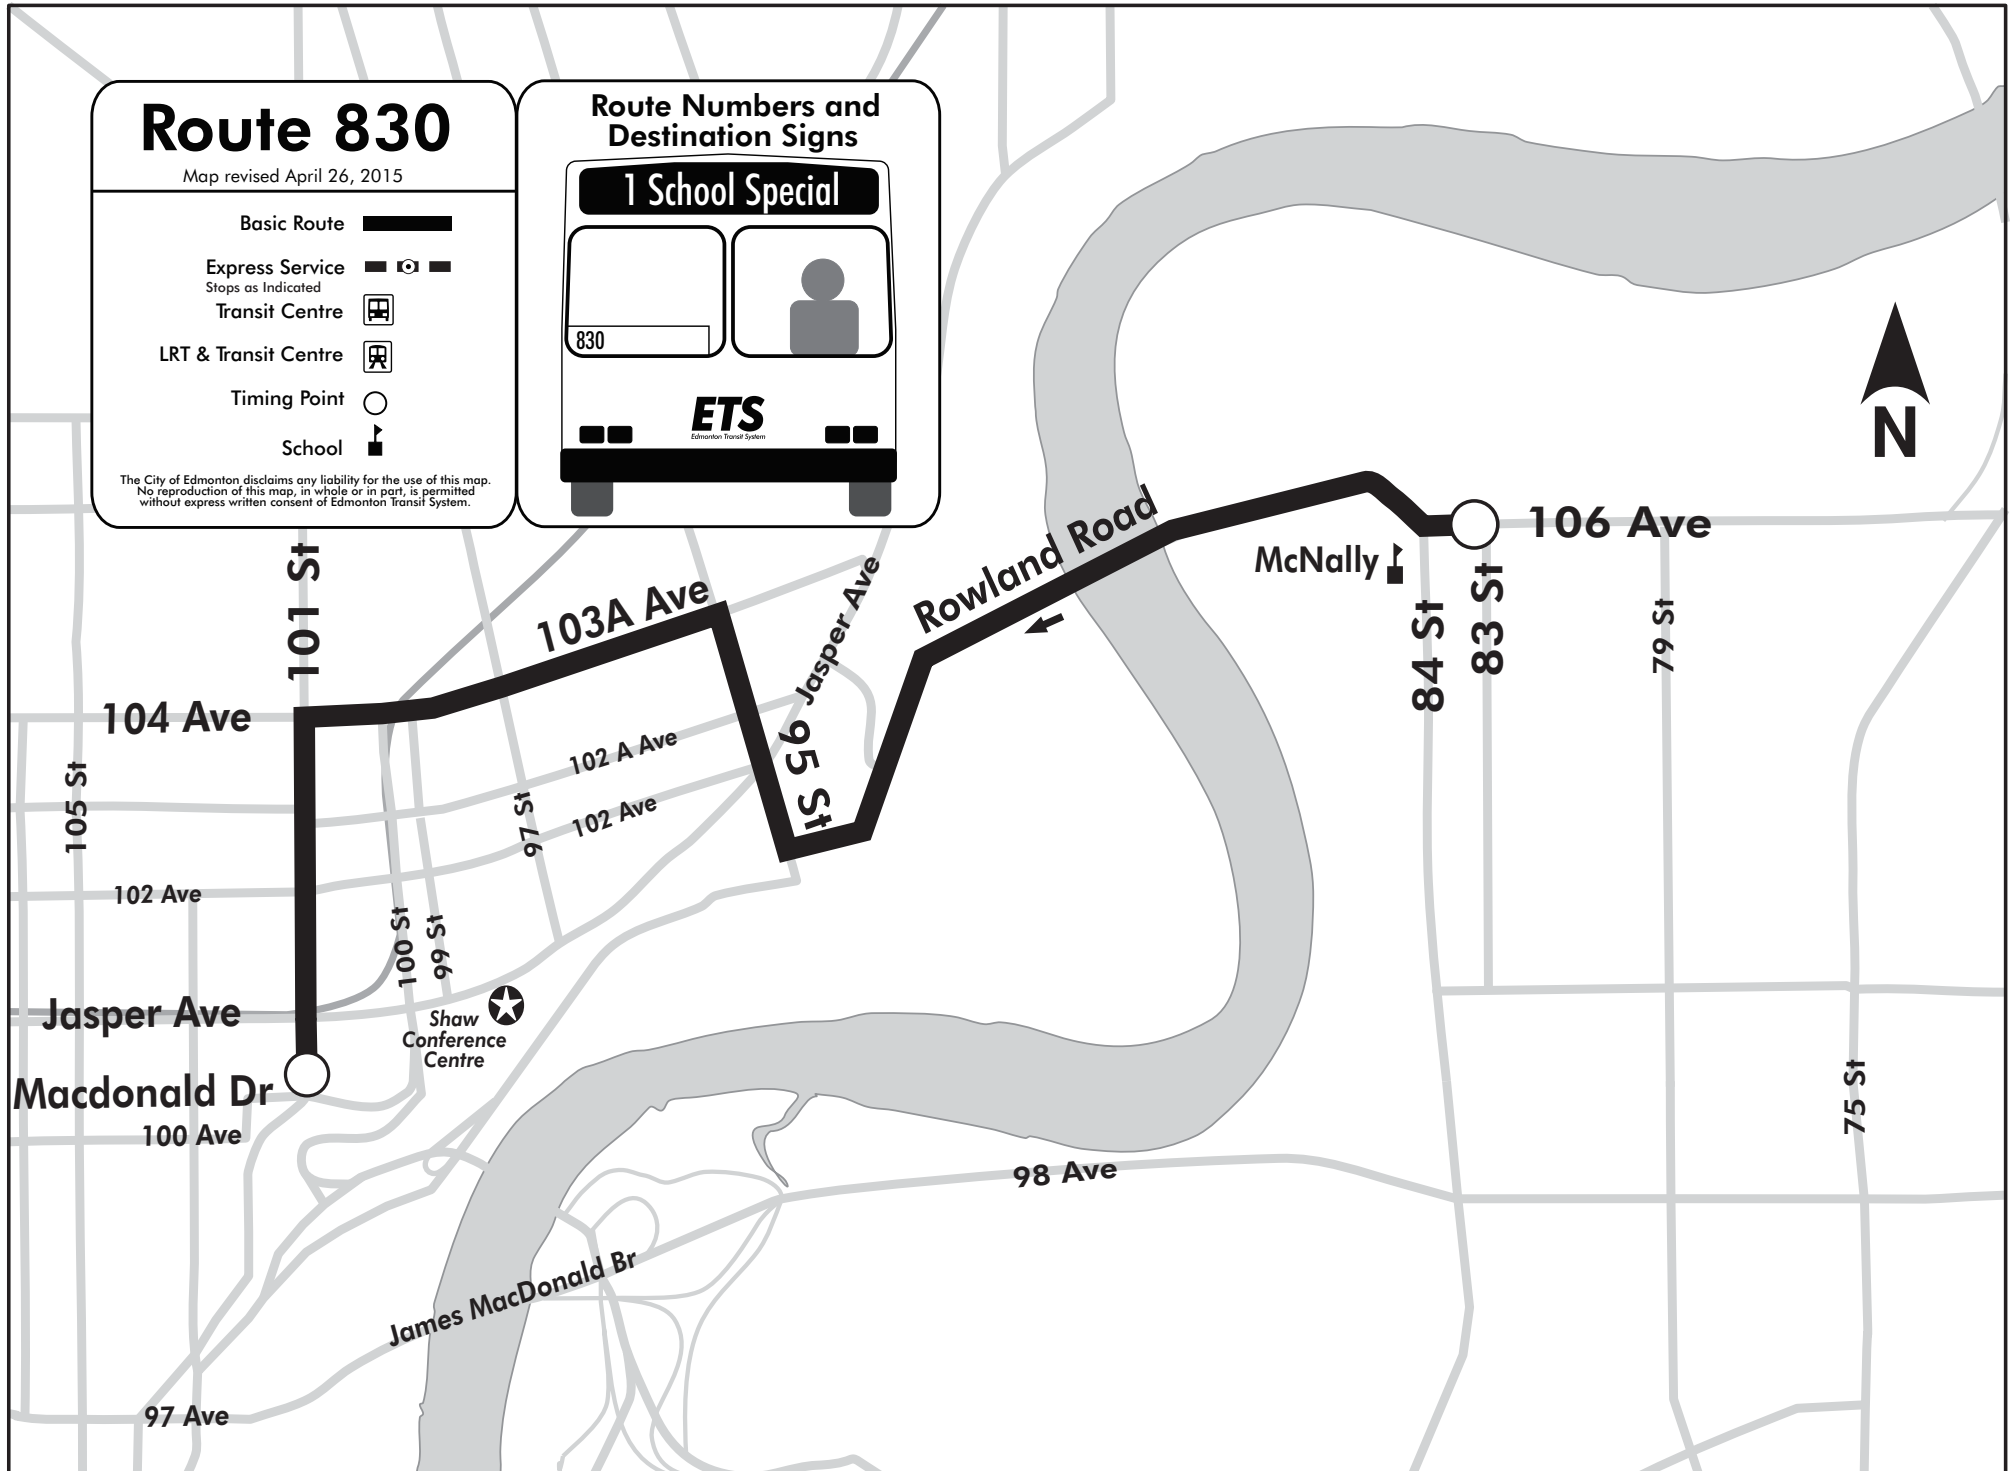 Route 830
Map revised April 26, 2015
Basic Route
Express Service
Stops as Indicated
Transit Centre
LRT & Transit Centre
Timing Point
School
The City of Edmonton disclaims any liability for the use of this map.
No reproduction of this map, in whole or in part, is permitted
without express written consent of Edmonton Transit System.
Route Numbers and
Destination Signs
1 School Special
830
ETS
Edmonton Transit System
N
106 Ave
McNally
84 St
83 St
79 St
75 St
Rowland Road
Jasper Ave
103A Ave
101 St
104 Ave
105 St
95 St
102 A Ave
102 Ave
97 St
102 Ave
100 St
99 St
Jasper Ave
Shaw
Conference
Centre
Macdonald Dr
100 Ave
98 Ave
James MacDonald Br
97 Ave